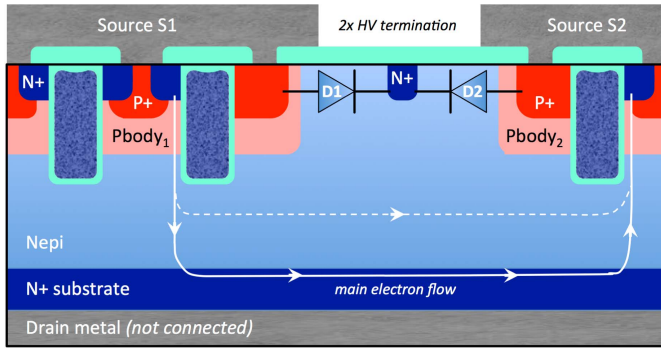 Source S1
2x HV termination
Source S2
N+
N+
D1
D2
P+
P+
Pbody1
Pbody2
Nepi
N+ substrate
main electron flow
Drain metal (not connected)